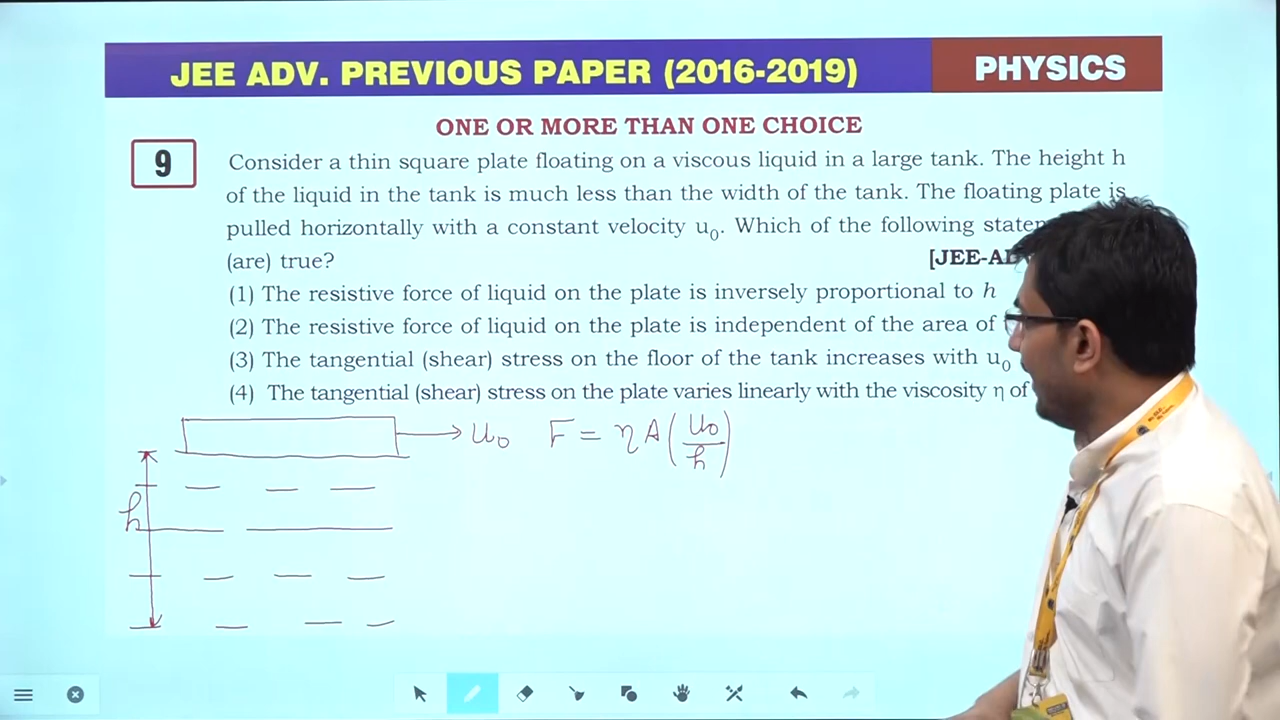 JEE ADV. PREVIOUS PAPER (2016-2019) PHYSICS
ONE OR MORE THAN ONE CHOICE
9
Consider a thin square plate floating on a viscous liquid in a large tank. The height h
of the liquid in the tank is much less than the width of the tank. The floating plate is
pulled horizontally with a constant velocity u₀. Which of the following
(are) true? [JEE-
(1) The resistive force of liquid on the plate is inversely proportional to h
(2) The resistive force of liquid on the plate is independent of the area of
(3) The tangential (shear) stress on the floor of the tank increases with u₀
(4) The tangential (shear) stress on the plate varies linearly with the viscosity η of
u₀ F = η A (u₀/h)
h